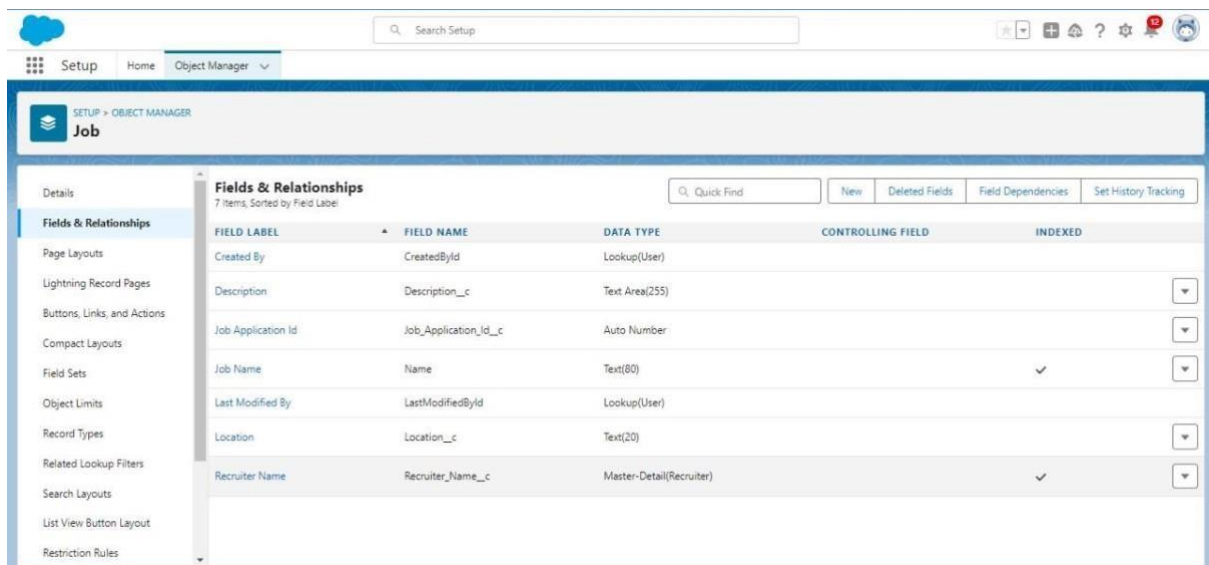 Search Setup
12
Setup Home Object Manager
SETUP > OBJECT MANAGER
Job
Details
Fields & Relationships
Page Layouts
Lightning Record Pages
Buttons, Links, and Actions
Compact Layouts
Field Sets
Object Limits
Record Types
Related Lookup Filters
Search Layouts
List View Button Layout
Restriction Rules
Fields & Relationships
7 Items, Sorted by Field Label
Quick Find New Deleted Fields Field Dependencies Set History Tracking
FIELD LABEL FIELD NAME DATA TYPE CONTROLLING FIELD INDEXED
Created By CreatedById Lookup(User)
Description Description__c Text Area(255)
Job Application Id Job_Application_Id__c Auto Number
Job Name Name Text(80)
Last Modified By LastModifiedById Lookup(User)
Location Location__c Text(20)
Recruiter Name Recruiter_Name__c Master-Detail(Recruiter)